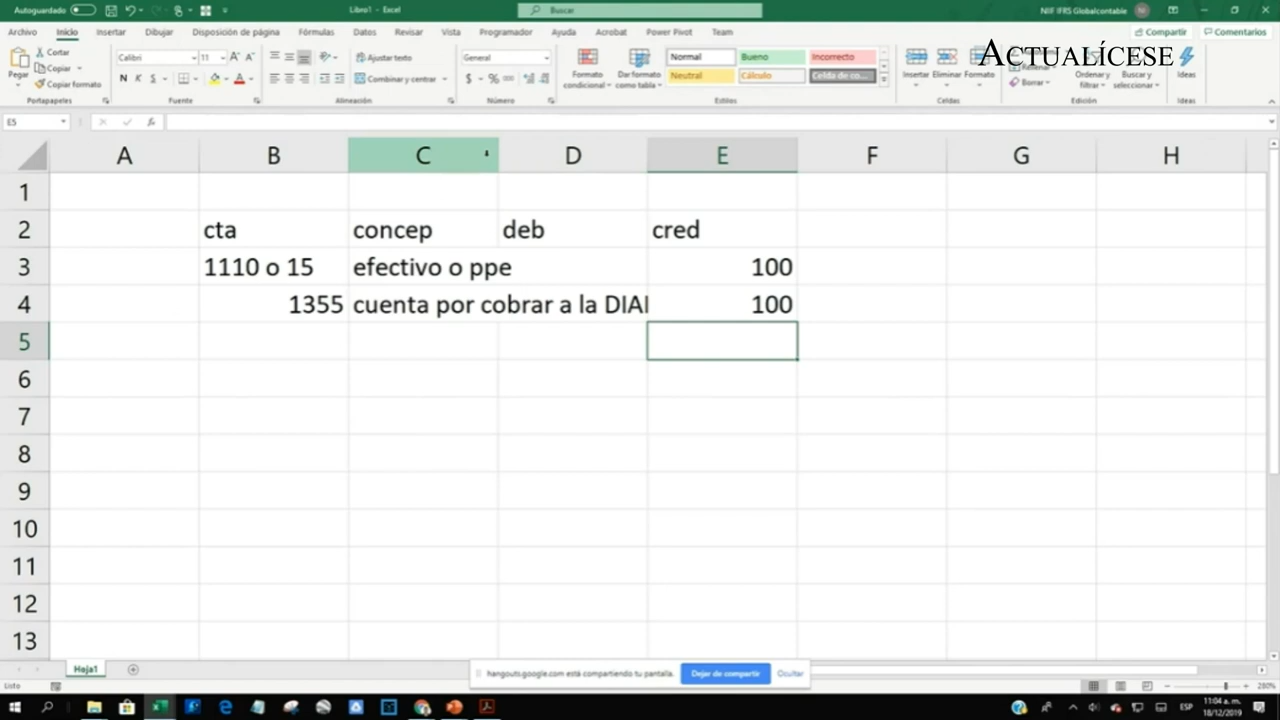 Autoguardado
Libro1 - Excel
Buscar
NIIF IFRS Globalcontable
Archivo Inicio Insertar Dibujar Disposición de página Fórmulas Datos Revisar Vista Programador Ayuda Acrobat Power Pivot Team
Compartir Comentarios
ACTUALÍCESE
Pegar
Cortar
Copiar
Copiar formato
Portapapeles
Calibri 11
N K S
Fuente
Ajustar texto
Combinar y centrar
Alineación
General
$ % 000
Número
Formato condicional
Dar formato como tabla
Normal Bueno Incorrecto
Neutral Cálculo Celda de co...
Estilos
Insertar Eliminar Formato
Celdas
Rellenar
Borrar
Ordenar y filtrar
Buscar y seleccionar
Edición
Ideas
Ideas
E5
fx
A B C D E F G H
1
2 cta concep deb cred
3 1110 o 15 efectivo o ppe 100
4 1355 cuenta por cobrar a la DIAI 100
5
6
7
8
9
10
11
12
13
Hoja1
hangouts.google.com está compartiendo tu pantalla. Dejar de compartir Ocultar
Listo
280%
ESP
11:04 a. m.
18/12/2019